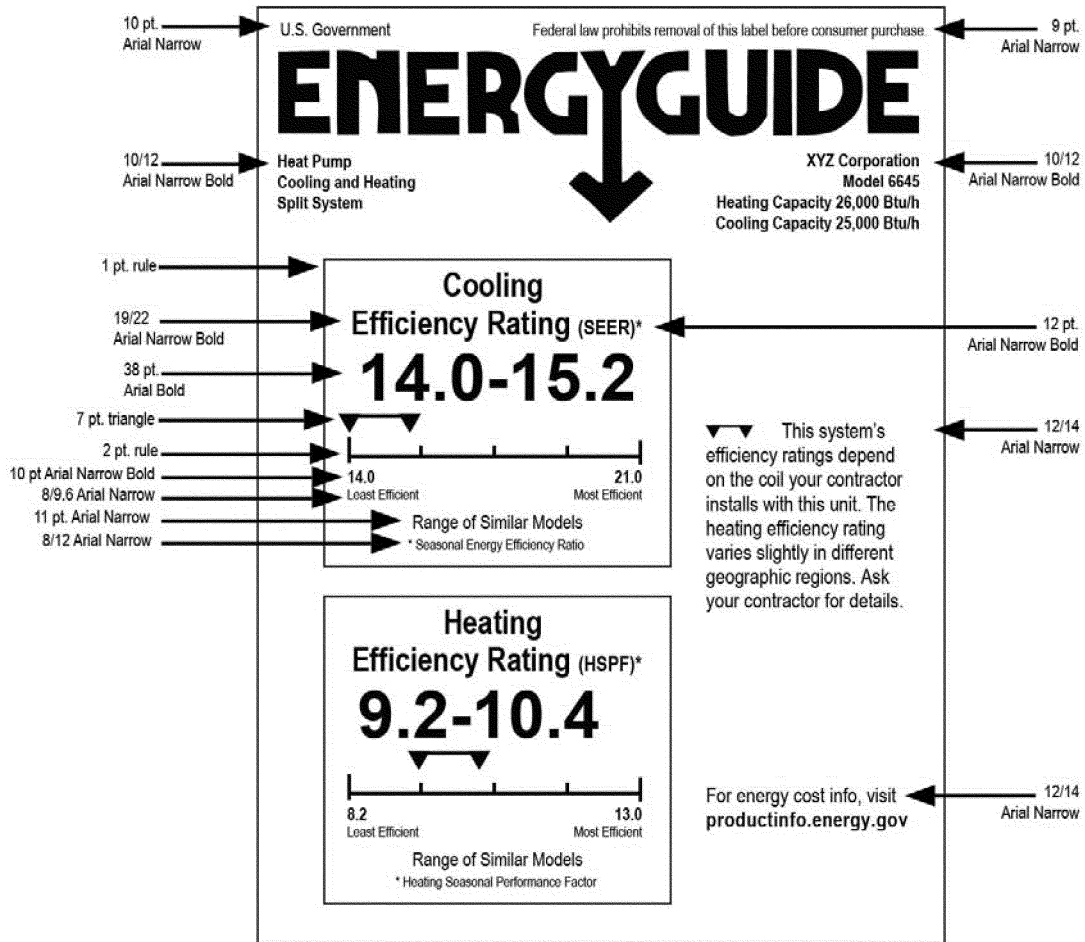 10 pt.
Arial Narrow
U.S. Government
Federal law prohibits removal of this label before consumer purchase.
9 pt.
Arial Narrow
ENERGYGUIDE
10/12
Arial Narrow Bold
Heat Pump
Cooling and Heating
Split System
XYZ Corporation
Model 6645
Heating Capacity 26,000 Btu/h
Cooling Capacity 25,000 Btu/h
10/12
Arial Narrow Bold
1 pt. rule
Cooling
19/22
Arial Narrow Bold
Efficiency Rating (SEER)*
12 pt.
Arial Narrow Bold
38 pt.
Arial Bold
14.0-15.2
7 pt. triangle
2 pt. rule
10 pt Arial Narrow Bold
14.0
21.0
8/9.6 Arial Narrow
Least Efficient
Most Efficient
11 pt. Arial Narrow
Range of Similar Models
8/12 Arial Narrow
* Seasonal Energy Efficiency Ratio
This system's
efficiency ratings depend
on the coil your contractor
installs with this unit. The
heating efficiency rating
varies slightly in different
geographic regions. Ask
your contractor for details.
12/14
Arial Narrow
Heating
Efficiency Rating (HSPF)*
9.2-10.4
8.2
13.0
Least Efficient
Most Efficient
Range of Similar Models
* Heating Seasonal Performance Factor
For energy cost info, visit
productinfo.energy.gov
12/14
Arial Narrow